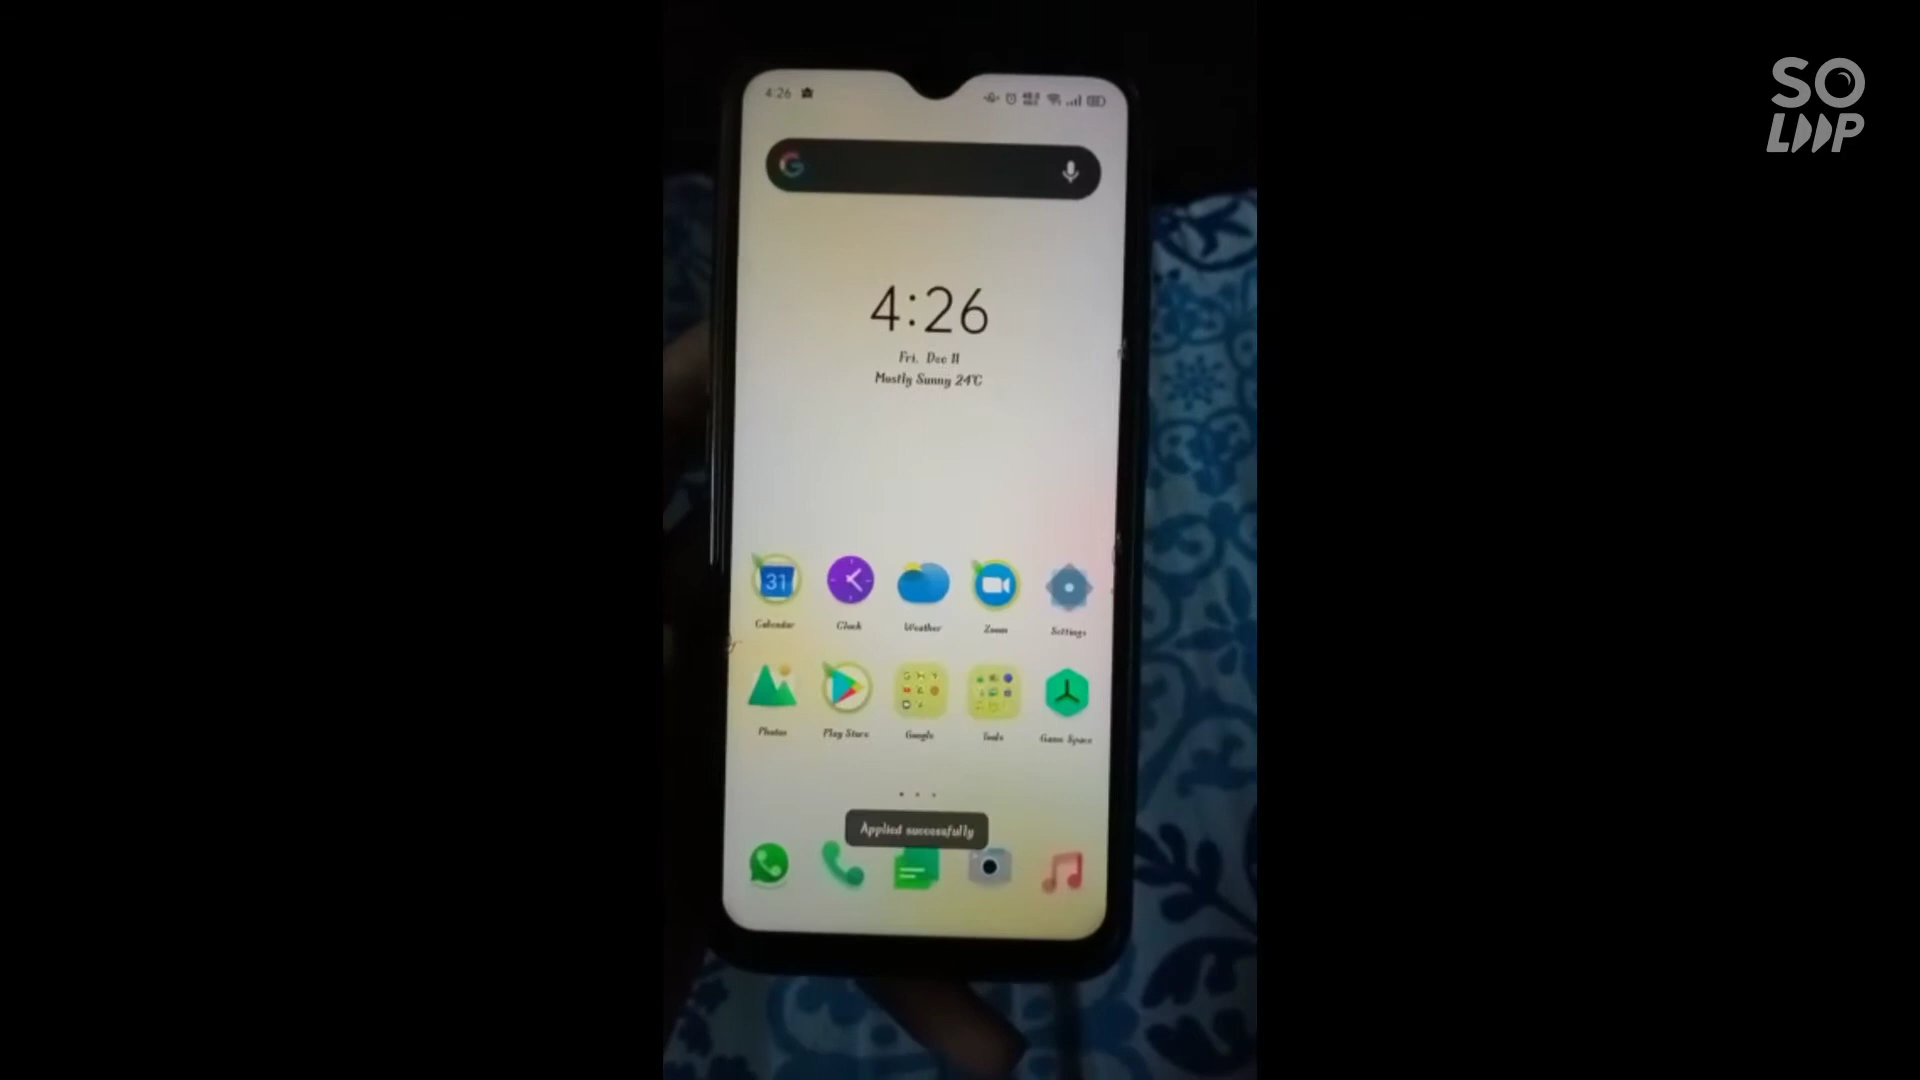 SO
LOOP
4:26
4:26
Fri, Dec 11
Mostly Sunny 24°C
31
Calendar
Clock
Weather
Zoom
Settings
Photos
Play Store
Google
Tools
Game Space
Applied successfully